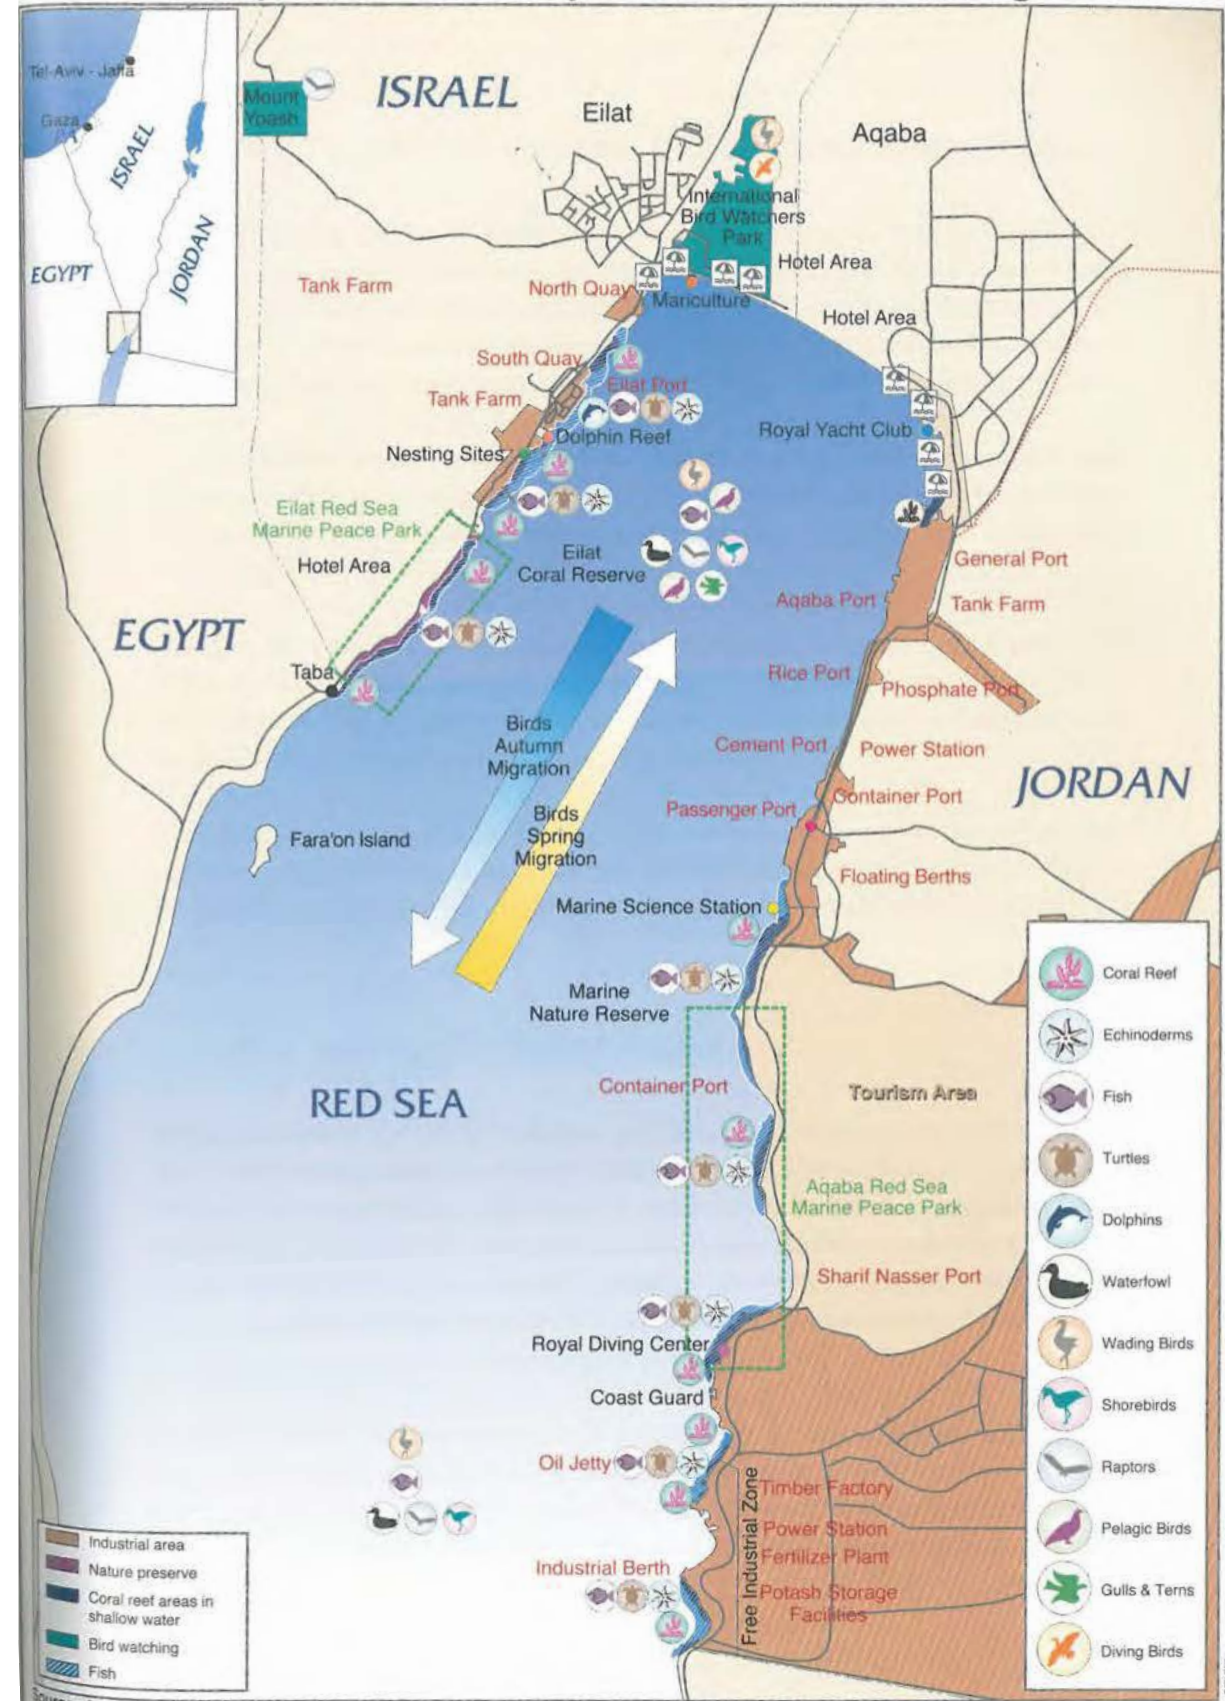 Tel-Aviv - Jaffa
Gaza
ISRAEL
EGYPT
JORDAN
Mount
Yoash
ISRAEL
Eilat
Aqaba
International
Bird Watchers
Park
Hotel Area
Tank Farm
North Quay
Mariculture
Hotel Area
South Quay
Eilat Port
Tank Farm
Dolphin Reef
Royal Yacht Club
Nesting Sites
Eilat Red Sea
Marine Peace Park
Hotel Area
Eilat
Coral Reserve
General Port
Aqaba Port
Tank Farm
EGYPT
Taba
Rice Port
Phosphate Port
Birds
Autumn
Migration
Cement Port
Power Station
JORDAN
Container Port
Passenger Port
Birds
Spring
Migration
Fara'on Island
Floating Berths
Marine Science Station
Marine
Nature Reserve
RED SEA
Container Port
Tourism Area
Aqaba Red Sea
Marine Peace Park
Sharif Nasser Port
Royal Diving Center
Coast Guard
Oil Jetty
Free Industrial Zone
Timber Factory
Power Station
Fertilizer Plant
Potash Storage
Facilities
Industrial Berth
Industrial area
Nature preserve
Coral reef areas in
shallow water
Bird watching
Fish
Coral Reef
Echinoderms
Fish
Turtles
Dolphins
Waterfowl
Wading Birds
Shorebirds
Raptors
Pelagic Birds
Gulls & Terns
Diving Birds